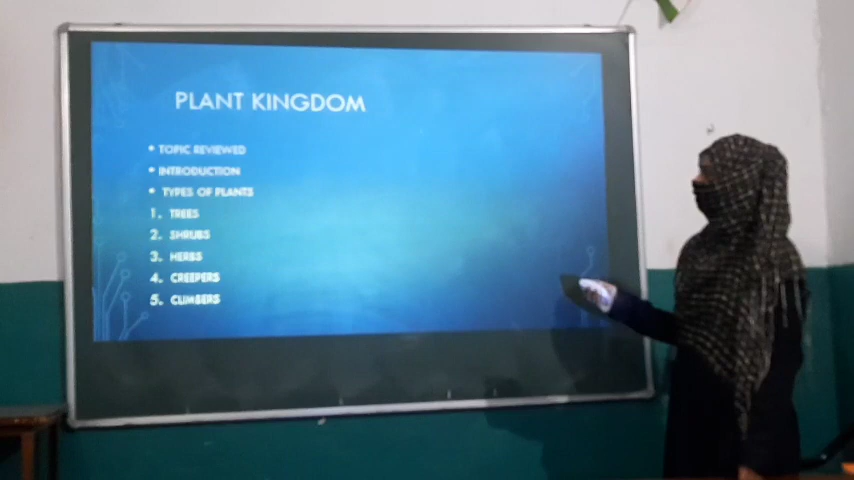 PLANT KINGDOM
• TOPIC REVIEWED
• INTRODUCTION
• TYPES OF PLANTS
1. TREES
2. SHRUBS
3. HERBS
4. CREEPERS
5. CLIMBERS